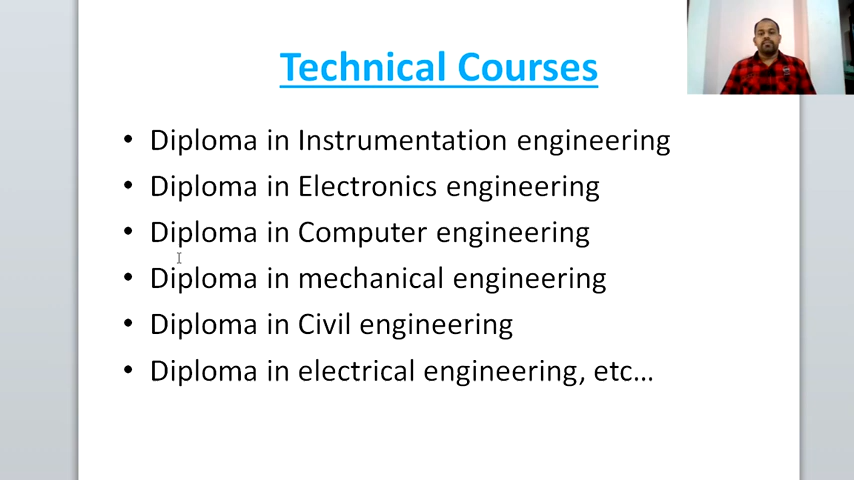 Technical Courses
• Diploma in Instrumentation engineering
• Diploma in Electronics engineering
• Diploma in Computer engineering
• Diploma in mechanical engineering
• Diploma in Civil engineering
• Diploma in electrical engineering, etc...